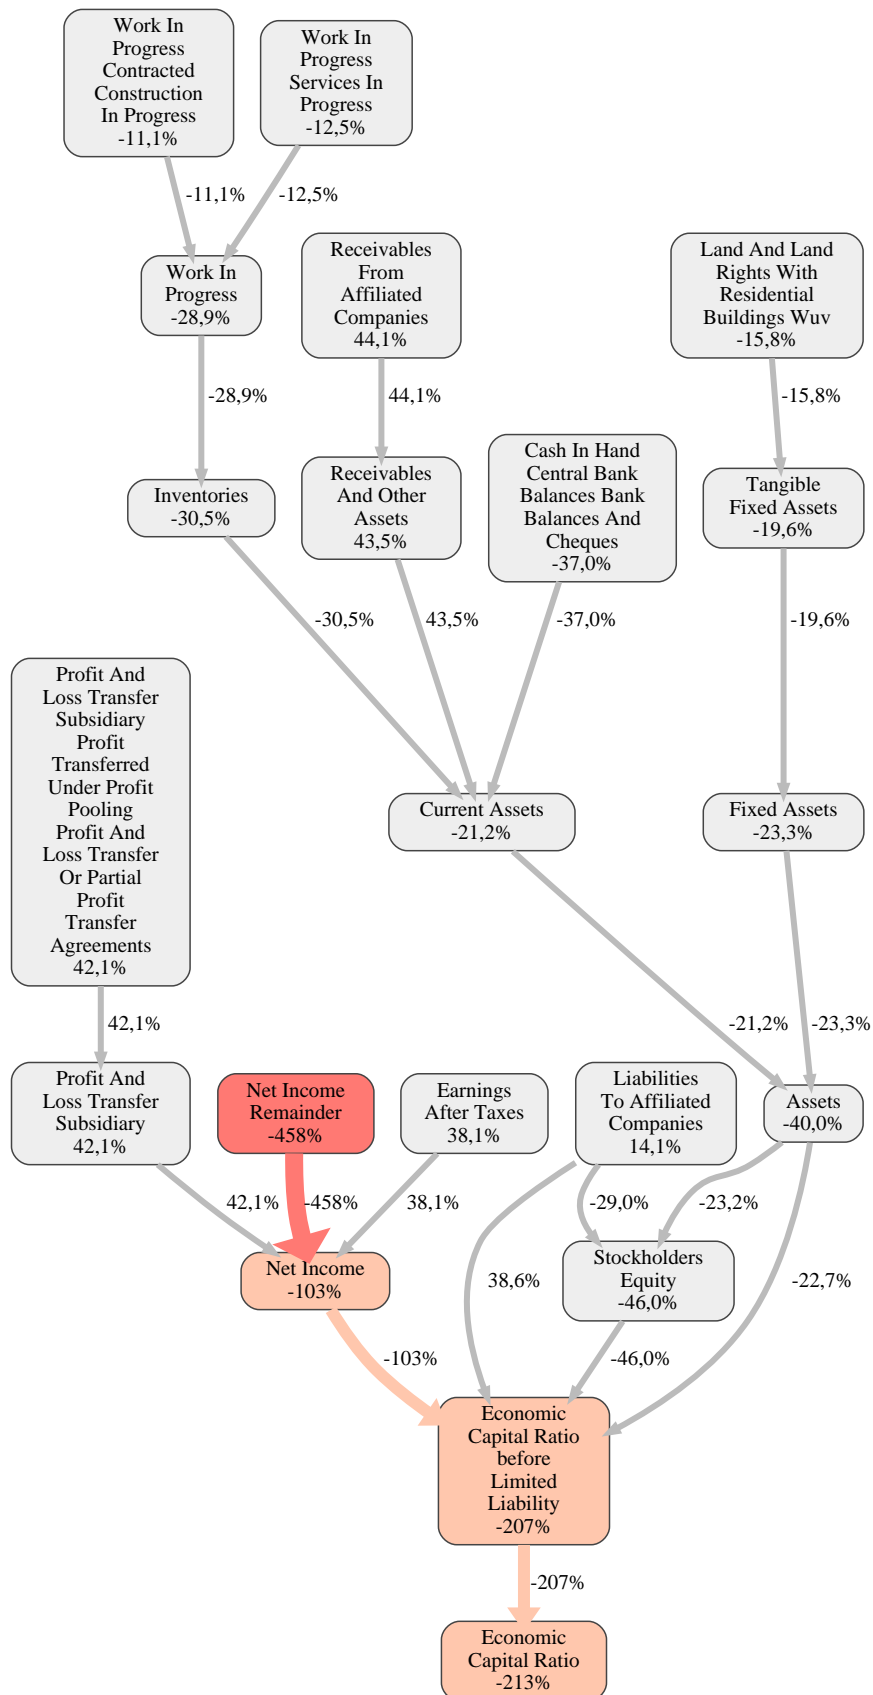 Work In
Progress
Contracted
Construction
In Progress
-11,1%
Work In
Progress
Services In
Progress
-12,5%
-11,1%
-12,5%
Work In
Progress
-28,9%
Receivables
From
Affiliated
Companies
44,1%
Land And Land
Rights With
Residential
Buildings Wuv
-15,8%
-28,9%
44,1%
-15,8%
Inventories
-30,5%
Receivables
And Other
Assets
43,5%
Cash In Hand
Central Bank
Balances Bank
Balances And
Cheques
-37,0%
Tangible
Fixed Assets
-19,6%
-30,5%
43,5%
-37,0%
-19,6%
Profit And
Loss Transfer
Subsidiary
Profit
Transferred
Under Profit
Pooling
Profit And
Loss Transfer
Or Partial
Profit
Transfer
Agreements
42,1%
Current Assets
-21,2%
Fixed Assets
-23,3%
42,1%
-21,2%
-23,3%
Profit And
Loss Transfer
Subsidiary
42,1%
Net Income
Remainder
-458%
Earnings
After Taxes
38,1%
Liabilities
To Affiliated
Companies
14,1%
Assets
-40,0%
42,1%
-458%
38,1%
-29,0%
-23,2%
Net Income
-103%
38,6%
Stockholders
Equity
-46,0%
-22,7%
-103%
-46,0%
Economic
Capital Ratio
before
Limited
Liability
-207%
-207%
Economic
Capital Ratio
-213%